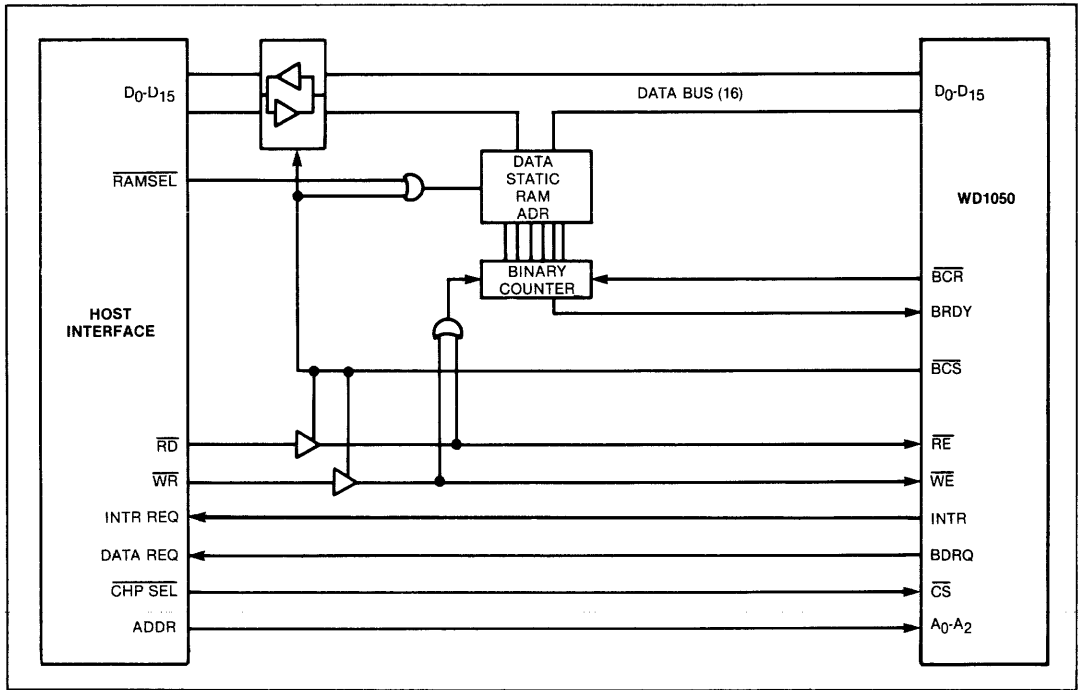 D0-D15
RAMSEL
HOST
INTERFACE
RD
WR
INTR REQ
DATA REQ
CHP SEL
ADDR
DATA BUS (16)
DATA
STATIC
RAM
ADR
BINARY
COUNTER
D0-D15
WD1050
BCR
BRDY
BCS
RE
WE
INTR
BDRQ
CS
A0-A2